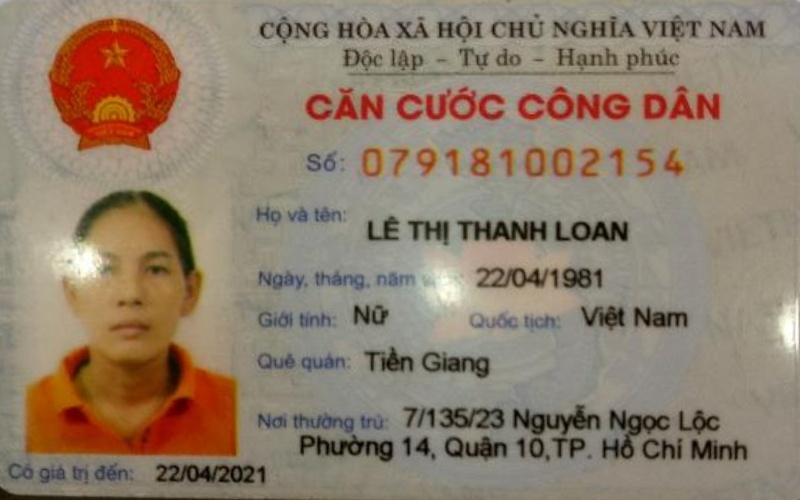 CỘNG HÒA XÃ HỘI CHỦ NGHĨA VIỆT NAM
Độc lập - Tự do - Hạnh phúc
CĂN CƯỚC CÔNG DÂN
Số: 079181002154
Họ và tên: LÊ THỊ THANH LOAN
Ngày, tháng, năm 22/04/1981
Giới tính: Nữ Quốc tịch: Việt Nam
Quê quán: Tiền Giang
Nơi thường trú: 7/135/23 Nguyễn Ngọc Lộc
Phường 14, Quận 10,TP. Hồ Chí Minh
Có giá trị đến: 22/04/2021